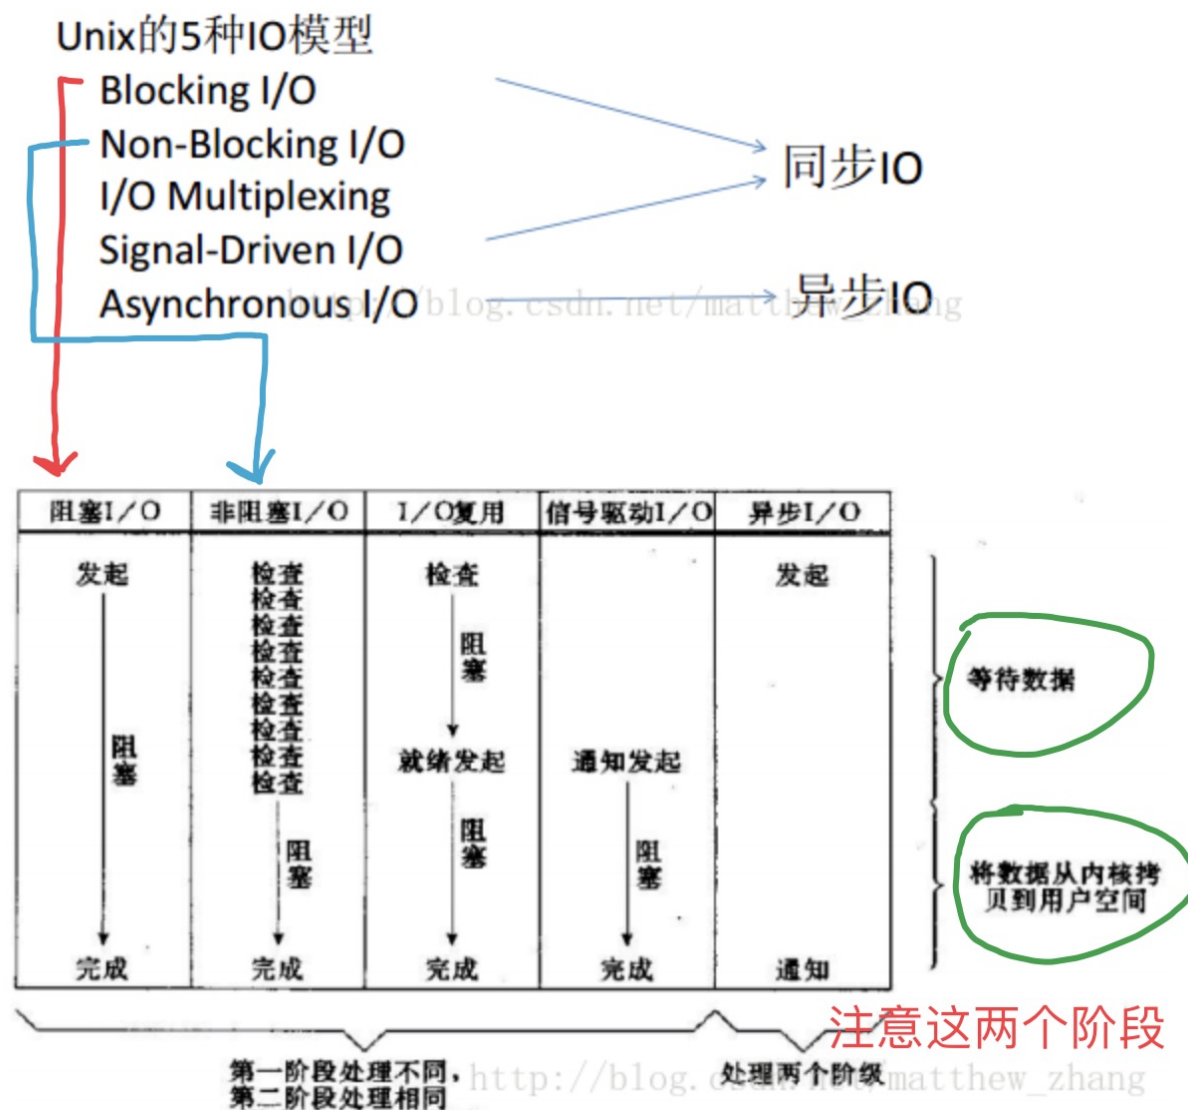 Unix的5种IO模型
Blocking I/O
Non-Blocking I/O
I/O Multiplexing
Signal-Driven I/O
Asynchronous I/O
同步IO
异步IO
http://blog.csdn.net/matthew_zhang
阻塞I/O 非阻塞I/O I/O复用 信号驱动I/O 异步I/O
发起 检查 检查 发起
检查
检查
检查
检查
检查
检查
检查
检查
阻塞
阻塞
就绪发起 通知发起
阻塞
阻塞
阻塞
完成 完成 完成 完成 通知
等待数据
将数据从内核拷
贝到用户空间
注意这两个阶段
第一阶段处理不同，
第二阶段处理相同
处理两个阶级
http://blog.csdn.net/matthew_zhang